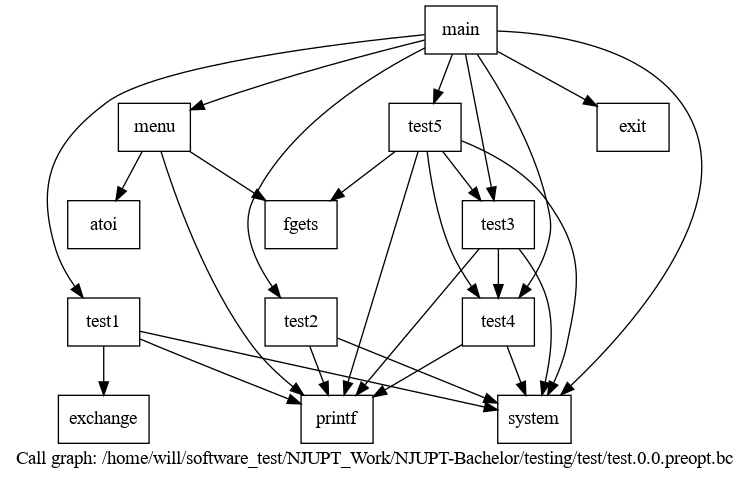 main
menu
test5
exit
atoi
fgets
test3
test1
test2
test4
exchange
printf
system
Call graph: /home/will/software_test/NJUPT_Work/NJUPT-Bachelor/testing/test/test.0.0.preopt.bc